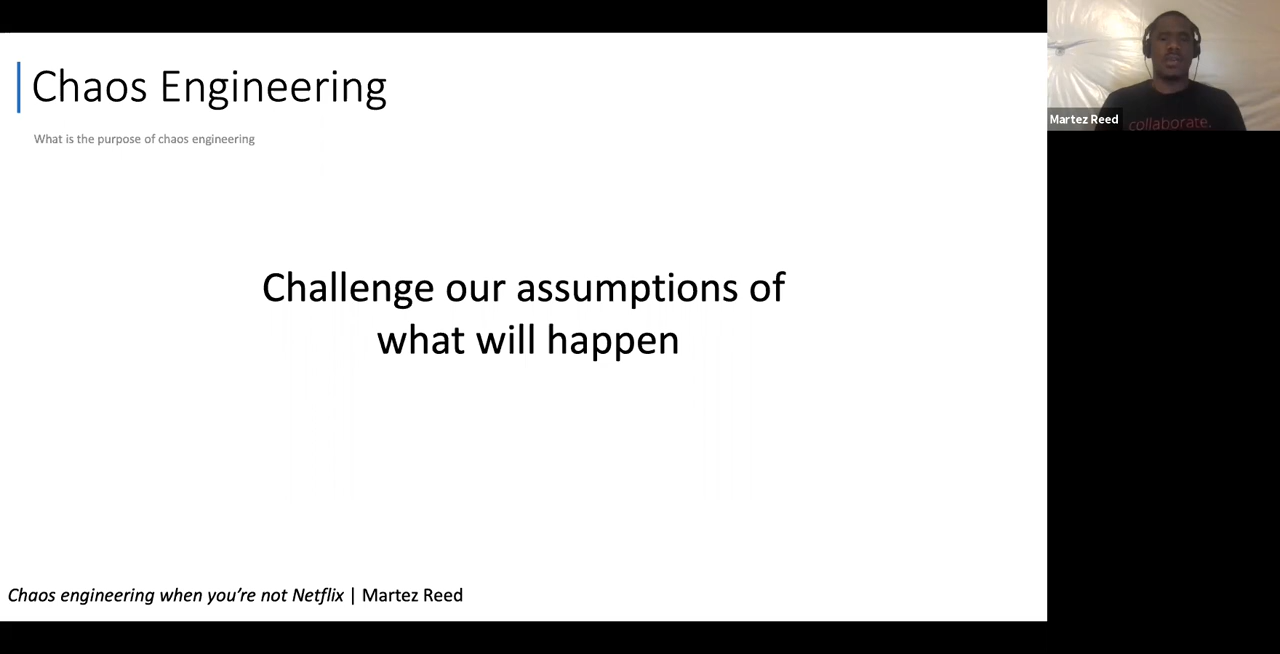 Chaos Engineering
What is the purpose of chaos engineering
Challenge our assumptions of
what will happen
Chaos engineering when you’re not Netflix | Martez Reed
Martez Reed
collaborate.